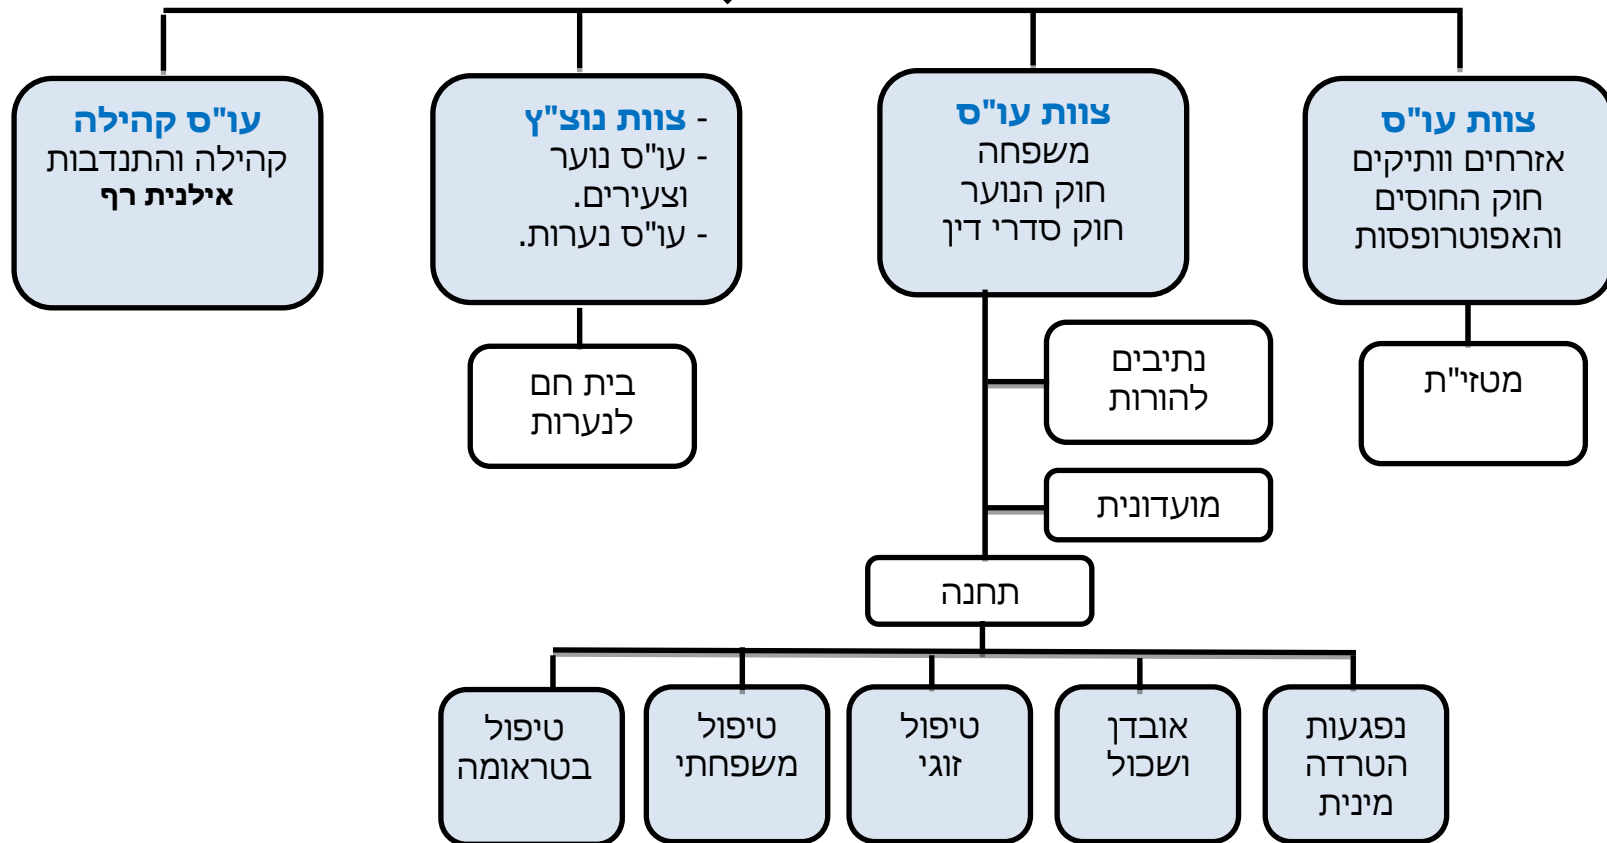 צוות עו"ס
אזרחים וותיקים
חוק החוסים
והאפוטרופסות
צוות עו"ס
משפחה
חוק הנוער
חוק סדרי דין
- צוות נוצ"ץ
- עו"ס נוער
וצעירים.
- עו"ס נערות.
עו"ס קהילה
קהילה והתנדבות
אילנית רף
מטזי"ת
נתיבים
להורות
בית חם
לנערות
מועדונית
תחנה
נפגעות
הטרדה
מינית
אובדן
ושכול
טיפול
זוגי
טיפול
משפחתי
טיפול
בטראומה